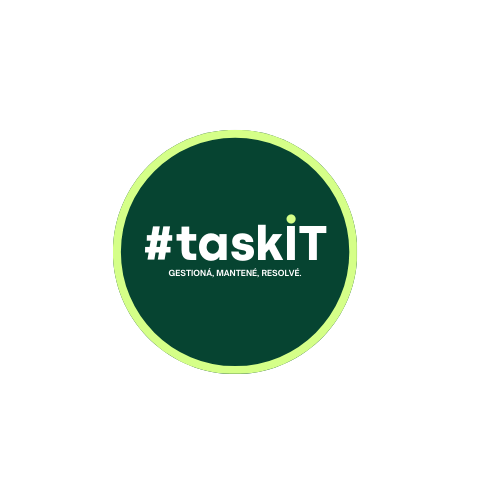 #taskiT
GESTIONÁ, MANTENÉ, RESOLVÉ.